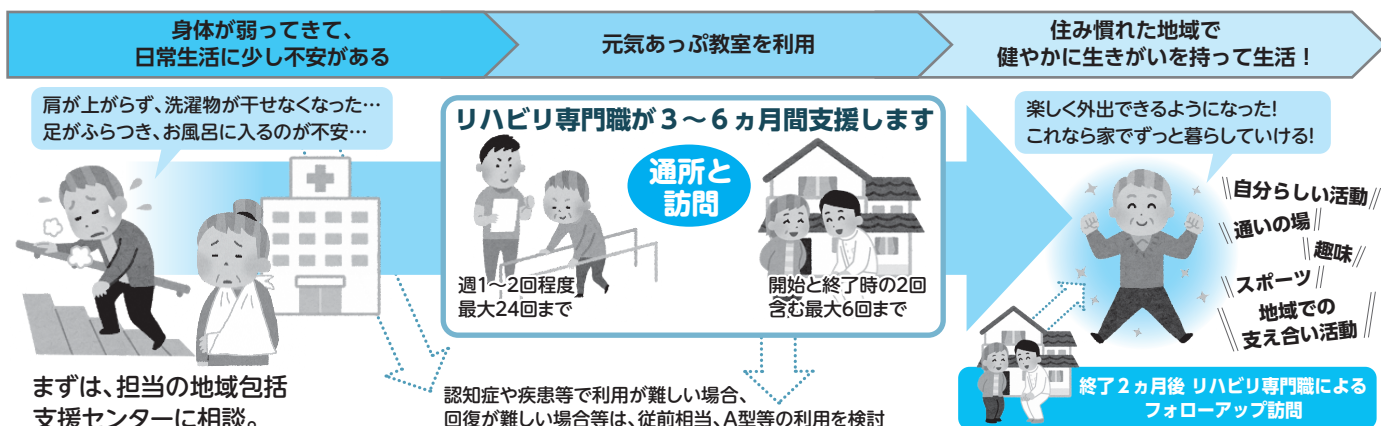 身体が弱ってきて、
日常生活に少し不安がある
元気あっぷ教室を利用
住み慣れた地域で
健やかに生きがいを持って生活！
肩が上がらず、洗濯物が干せなくなった…
足がふらつき、お風呂に入るのが不安…
リハビリ専門職が３～６ヵ月間支援します
通所と
訪問
週1～2回程度
最大24回まで
開始と終了時の2回
含む最大6回まで
楽しく外出できるようになった!
これなら家でずっと暮らしていける!
自分らしい活動
通いの場
趣味
スポーツ
地域での
支え合い活動
まずは、担当の地域包括
支援センターに相談。
認知症や疾患等で利用が難しい場合、
回復が難しい場合等は、従前相当、A型等の利用を検討
終了２ヵ月後 リハビリ専門職による
フォローアップ訪問